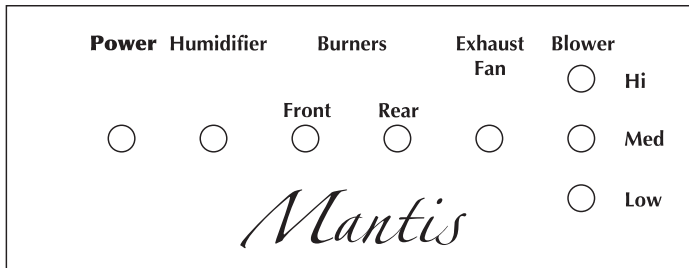 Power Humidifier Burners Exhaust Fan Blower
Hi
Front Rear
Med
Low
Mantis